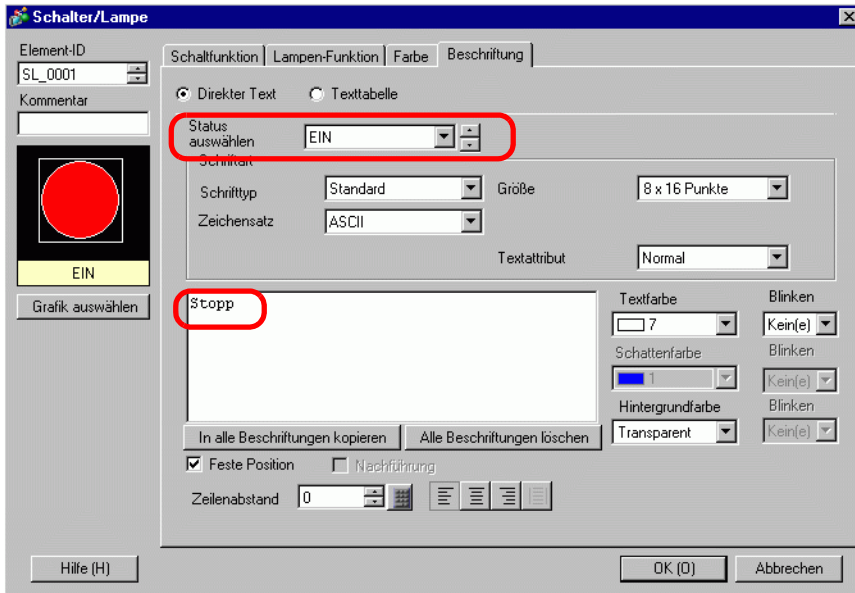 Schalter/Lampe
Element-ID
SL_0001
Kommentar
EIN
Grafik auswählen
Schaltfunktion
Lampen-Funktion
Farbe
Beschriftung
Direkter Text
Texttabelle
Status
auswählen
EIN
Schriftart
Schrifttyp
Standard
Größe
8 x 16 Punkte
Zeichensatz
ASCII
Textattribut
Normal
Stopp
Textfarbe
Blinken
7
Kein(e)
Schattenfarbe
Blinken
1
Kein(e)
Hintergrundfarbe
Blinken
Transparent
Kein(e)
In alle Beschriftungen kopieren
Alle Beschriftungen löschen
Feste Position
Nachführung
Zeilenabstand
0
Hilfe (H)
OK (O)
Abbrechen